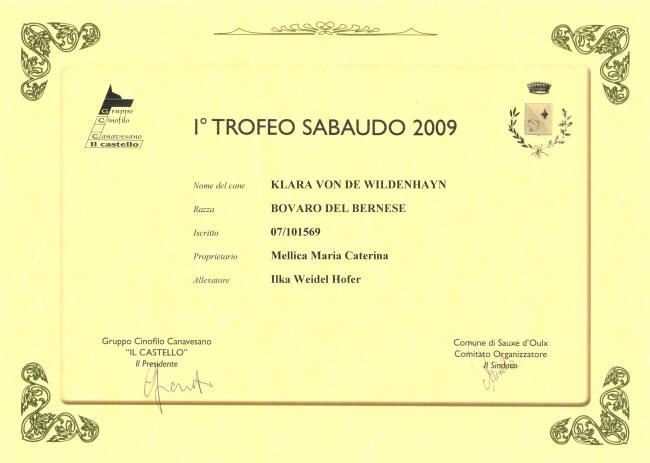 Gruppo
Cinofilo
Canavesano
Il castello
1° TROFEO SABAUDO 2009
Nome del cane KLARA VON DE WILDENHAYN
Razza BOVARO DEL BERNESE
Iscritto 07/101569
Proprietario Mellica Maria Caterina
Allevatore Ilka Weidel Hofer
Gruppo Cinofilo Canavesano
"IL CASTELLO"
Il Presidente
Comune di Sauxe d'Oulx
Comitato Organizzatore
Il Sindaco